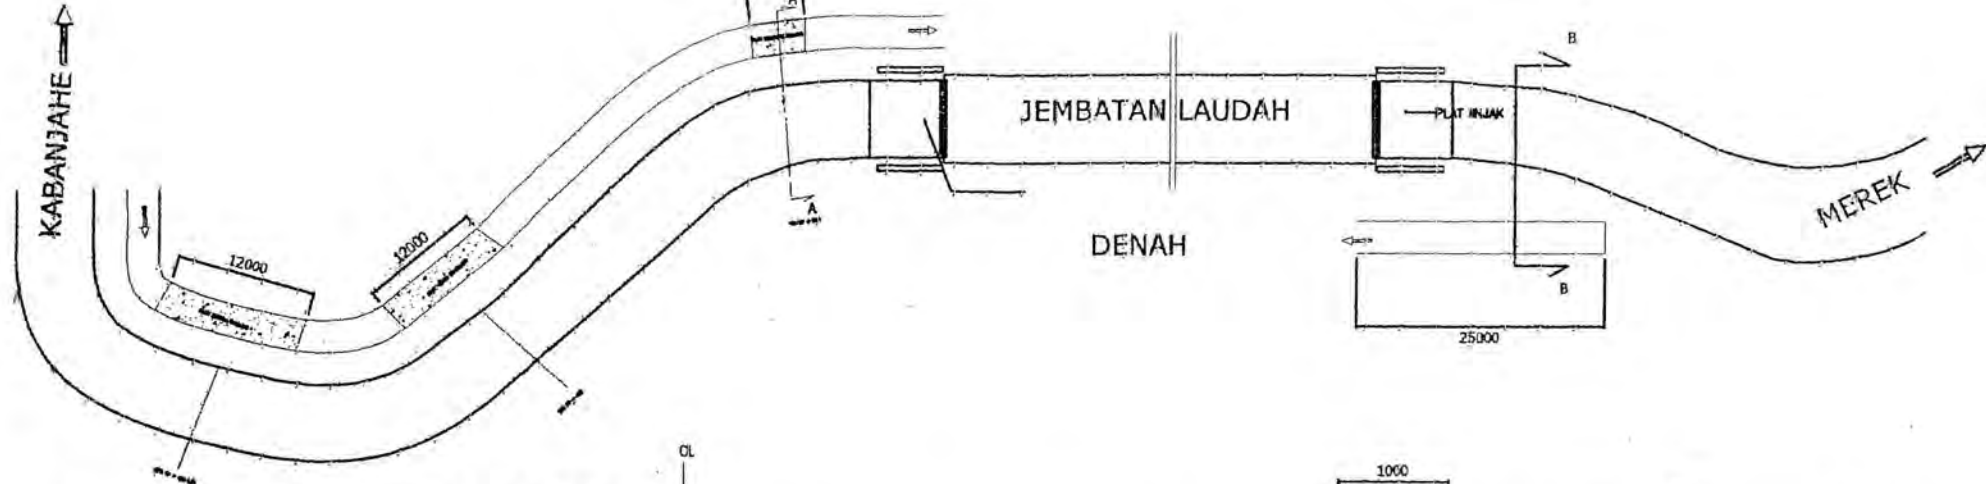 KABANJAHE
JEMBATAN LAUDAH
PLAT INJAK
B
MEREK
A
DENAH
12000
12000
B
25000
CL
1000